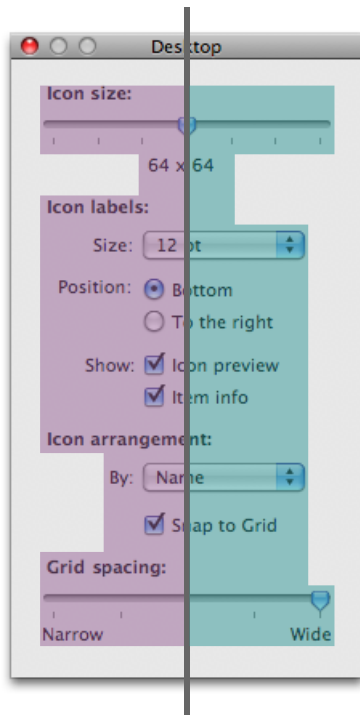 Desktop
Icon size:
64 x 64
Icon labels:
Size: 12 pt
Position: Bottom
To the right
Show: Icon preview
Item info
Icon arrangement:
By: Name
Snap to Grid
Grid spacing:
Narrow Wide